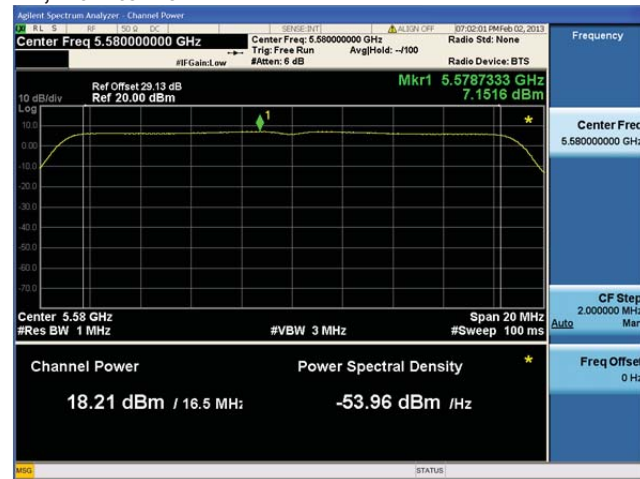 Agilent Spectrum Analyzer - Channel Power
RL S RF 50 Ω DC SENSE:INT ALIGN OFF 07:02:01 PM Feb 02, 2013
Center Freq 5.580000000 GHz
Center Freq: 5.580000000 GHz
Radio Std: None
Trig: Free Run Avg|Hold: --/100
#IFGain:Low #Atten: 6 dB Radio Device: BTS
Ref Offset 29.13 dB
10 dB/div Ref 20.00 dBm
Mkr1 5.5787333 GHz
7.1516 dBm
Log
10.0
0.00
-10.0
-20.0
-30.0
-40.0
-50.0
-60.0
-70.0
1
*
Center 5.58 GHz Span 20 MHz
#Res BW 1 MHz #VBW 3 MHz #Sweep 100 ms
Channel Power
Power Spectral Density *
18.21 dBm / 16.5 MHz
-53.96 dBm /Hz
MSG STATUS
Frequency
Center Freq
5.580000000 GHz
CF Step
2.000000 MHz
Auto Man
Freq Offset
0 Hz